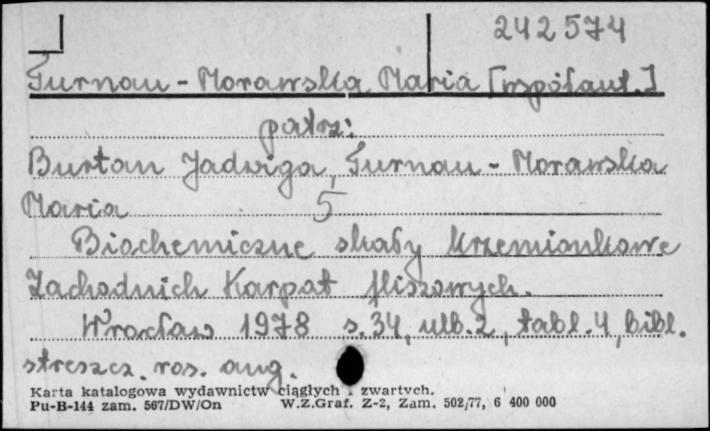 242574
Turnau-Morawska Maria [współaut.]
patrz:
Burtan Jadwiga, Turnau-Morawska
Maria 5
Biochemiczne skały krzemionkowe
Zachodnich Karpat fliszowych.
Wrocław 1978 s.34, ulb.2, tabl.4, bibl.
streszcz. ros. ang.
Karta katalogowa wydawnictw ciągłych i zwartych.
Pu-B-144 zam. 567/DW/On W.Z.Graf. Z-2, Zam. 502/77, 6 400 000